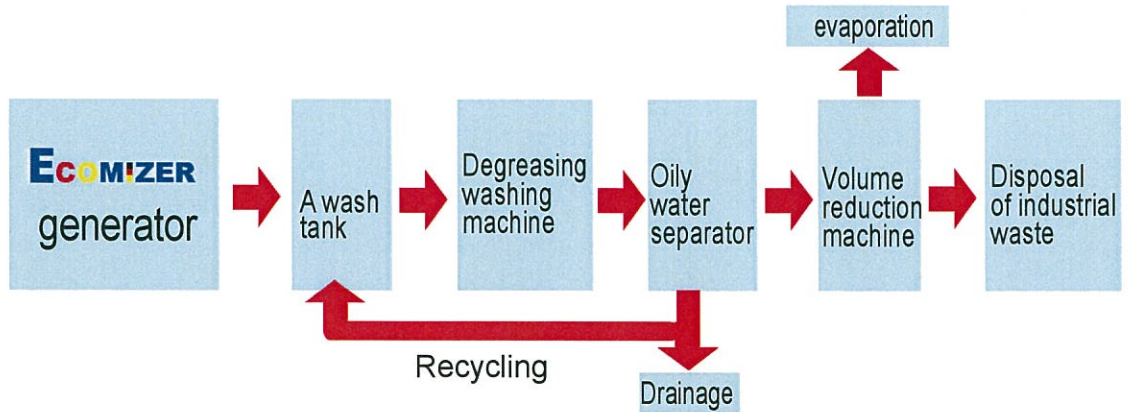 evaporation
ECOMIZER
generator
A wash
tank
Degreasing
washing
machine
Oily
water
separator
Volume
reduction
machine
Disposal
of industrial
waste
Recycling
Drainage